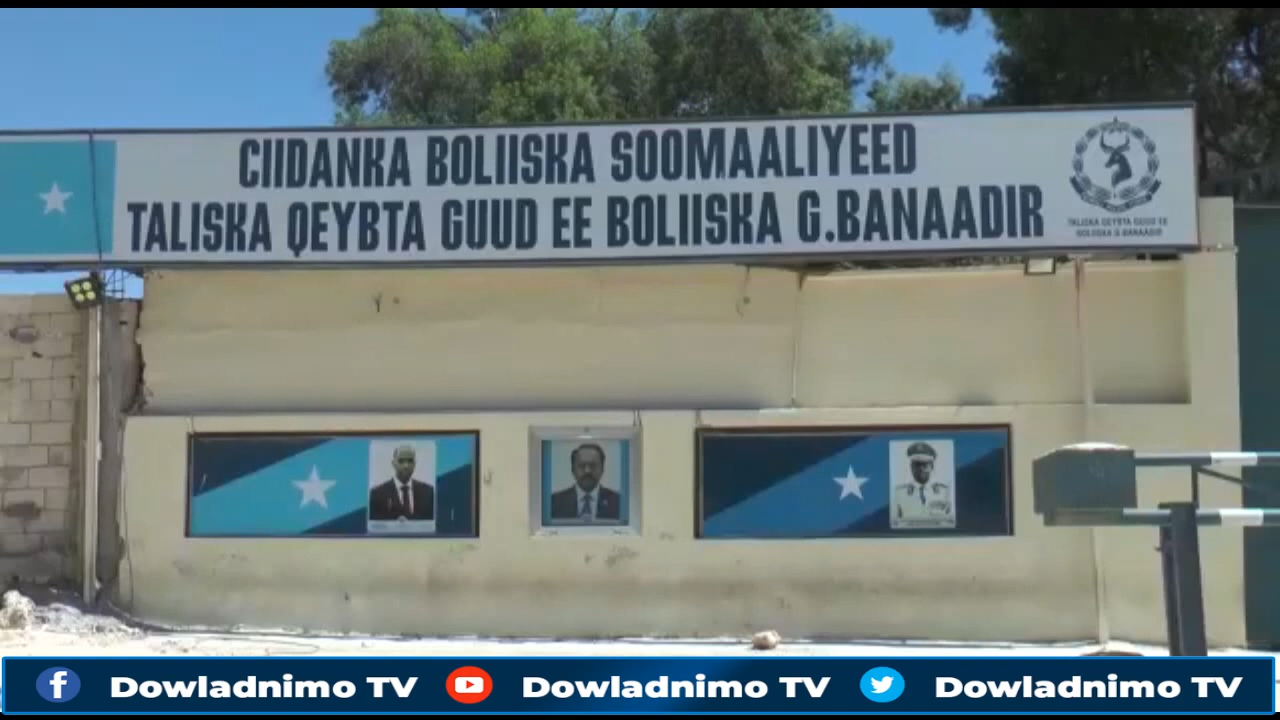 CIIDANKA BOLIISKA SOOMAALIYEED
TALISKA QEYBTA GUUD EE BOLIISKA G.BANAADIR
TALISKA QEYBTA GUUD EE
BOLIISKA G.BANAADIR
Dowladnimo TV Dowladnimo TV Dowladnimo TV